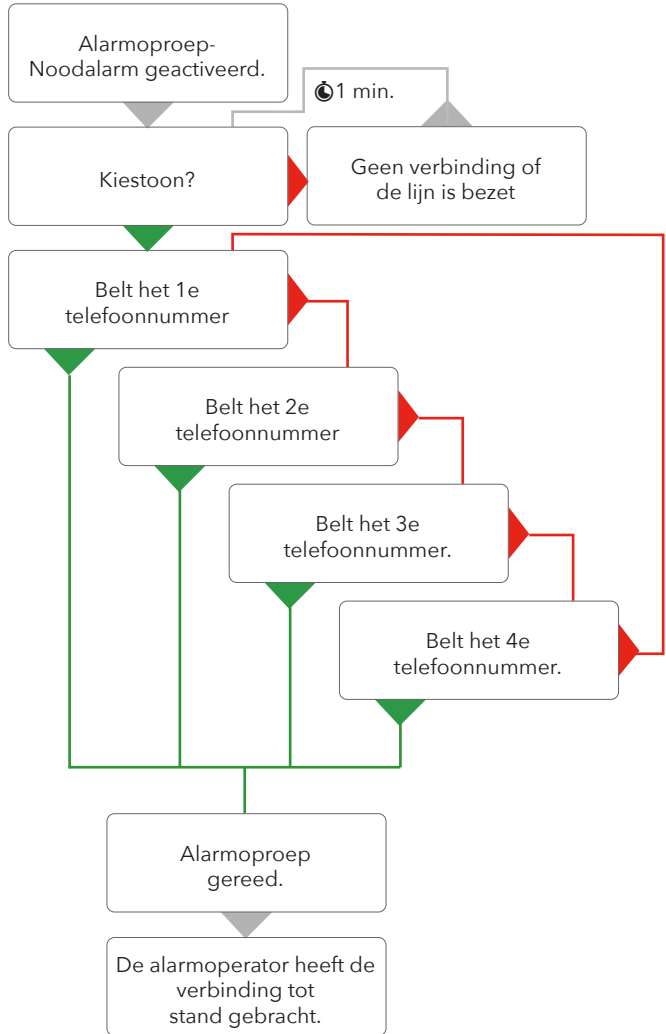 Alarmoproep-
Noodalarm geactiveerd.
1 min.
Kiestoon?
Geen verbinding of
de lijn is bezet
Belt het 1e
telefoonnummer
Belt het 2e
telefoonnummer
Belt het 3e
telefoonnummer.
Belt het 4e
telefoonnummer.
Alarmoproep
gereed.
De alarmoperator heeft de
verbinding tot
stand gebracht.